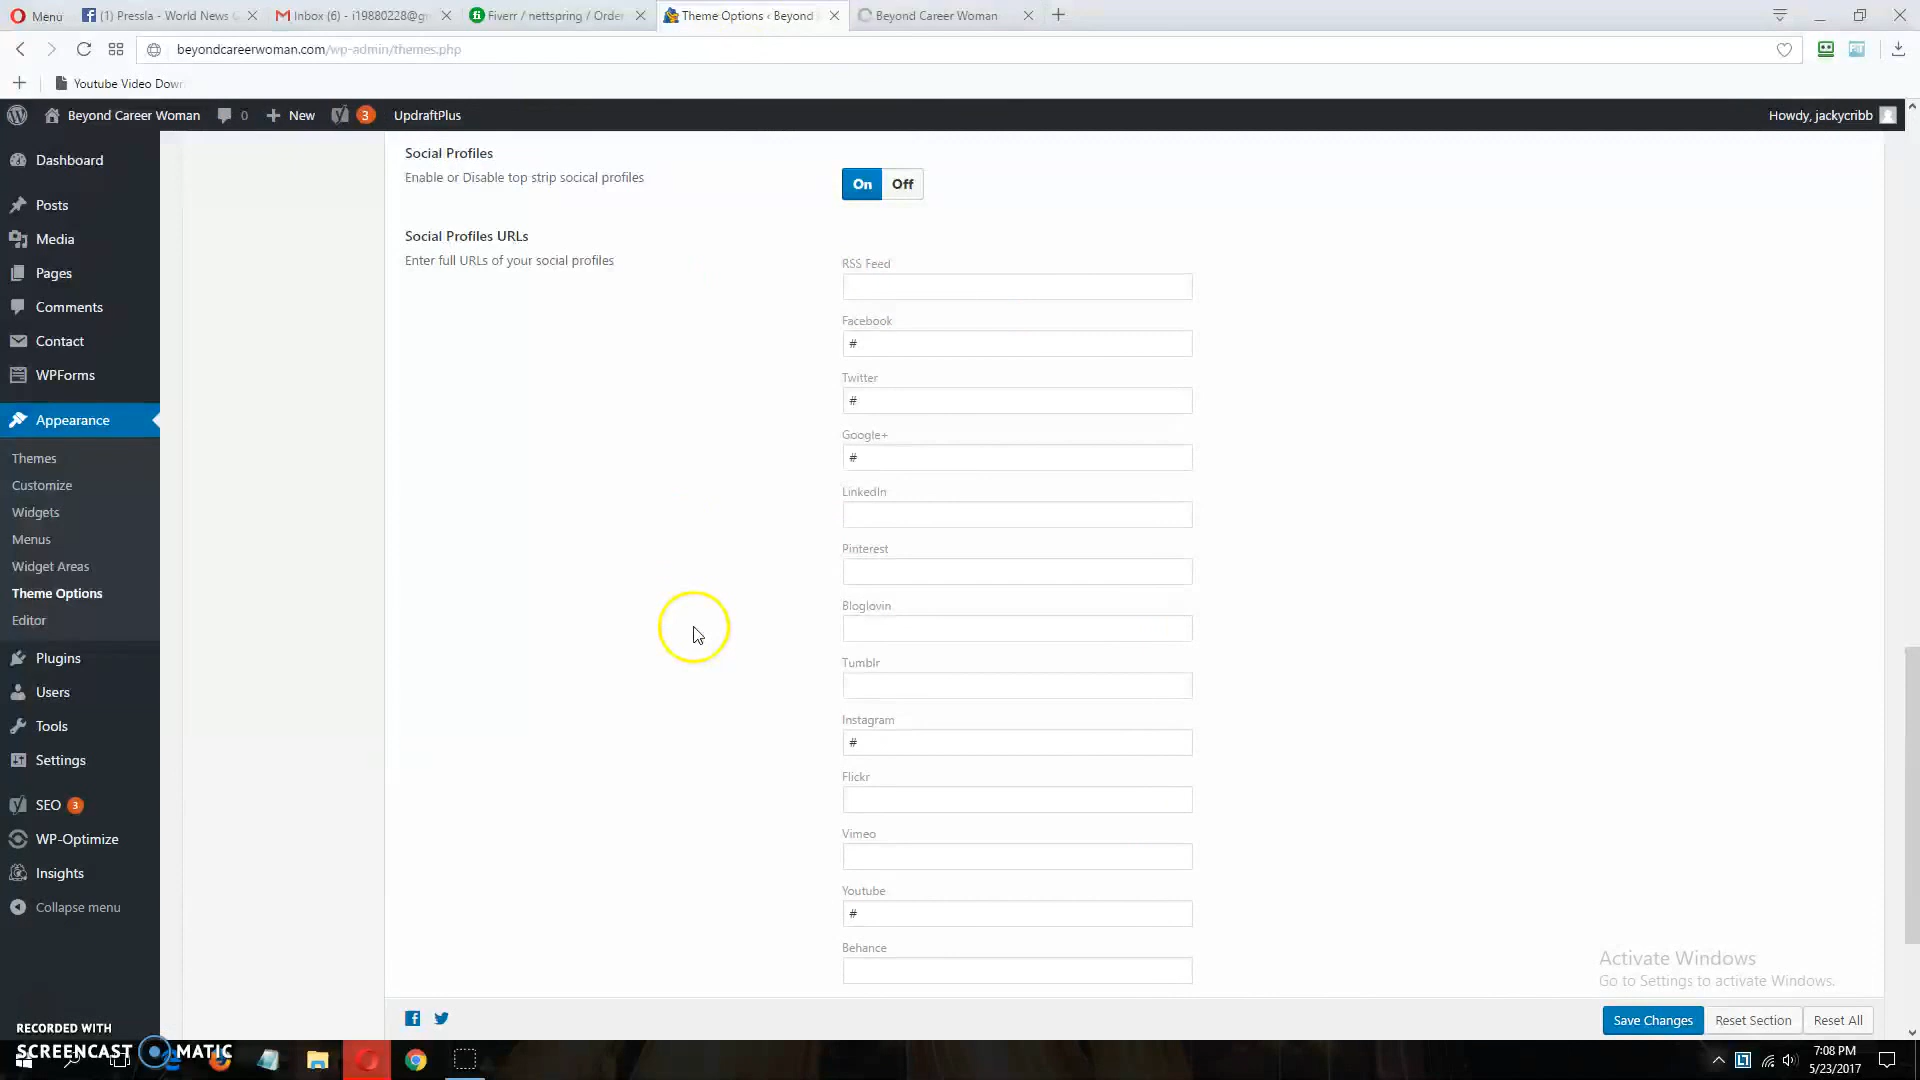 Menu
(1) Pressla - World News
Inbox (6) - i19880228@g
Fiverr / nettspring / Order
Theme Options ‹ Beyond
Beyond Career Woman
beyondcareerwoman.com/wp-admin/themes.php
Youtube Video Down
Beyond Career Woman
0
New
3
UpdraftPlus
Howdy, jackycribb
Dashboard
Posts
Media
Pages
Comments
Contact
WPForms
Appearance
Themes
Customize
Widgets
Menus
Widget Areas
Theme Options
Editor
Plugins
Users
Tools
Settings
SEO 3
WP-Optimize
Insights
Collapse menu
Social Profiles
Enable or Disable top strip socical profiles
On Off
Social Profiles URLs
Enter full URLs of your social profiles
RSS Feed
Facebook
#
Twitter
#
Google+
#
LinkedIn
Pinterest
Bloglovin
Tumblr
Instagram
#
Flickr
Vimeo
Youtube
#
Behance
Activate Windows
Go to Settings to activate Windows.
Save Changes
Reset Section
Reset All
RECORDED WITH
SCREENCAST MATIC
7:08 PM
5/23/2017